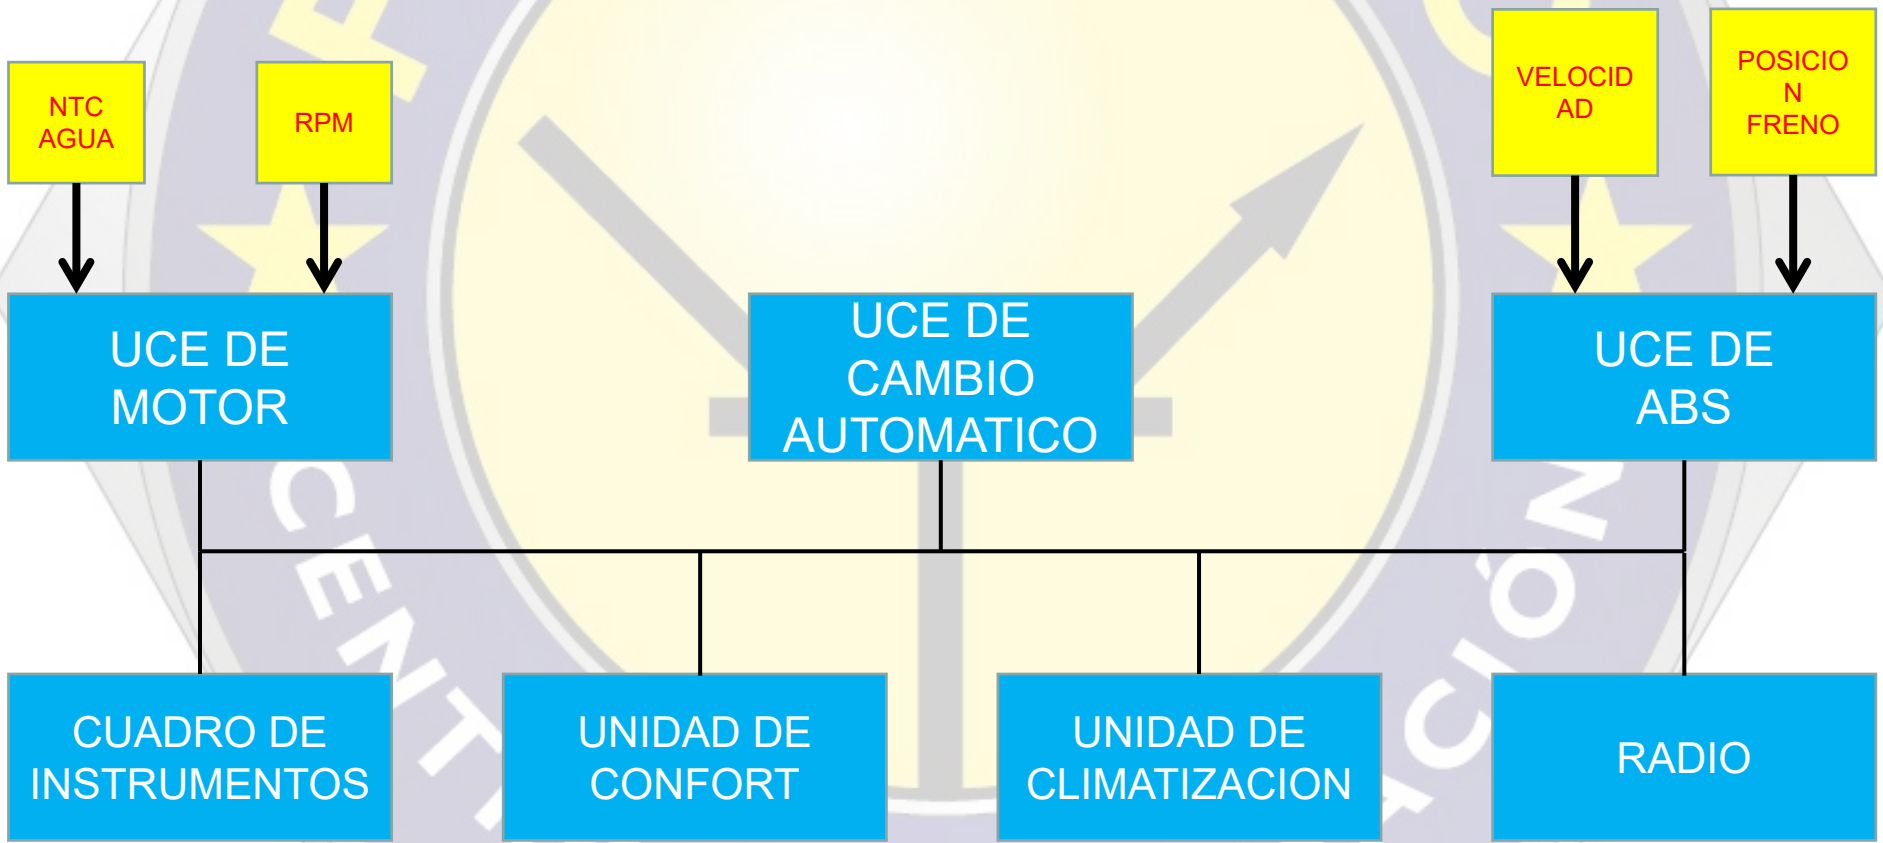 NTC
AGUA
RPM
VELOCID
AD
POSICIO
N
FRENO
UCE DE
MOTOR
UCE DE
CAMBIO
AUTOMATICO
UCE DE
ABS
CUADRO DE
INSTRUMENTOS
UNIDAD DE
CONFORT
UNIDAD DE
CLIMATIZACION
RADIO